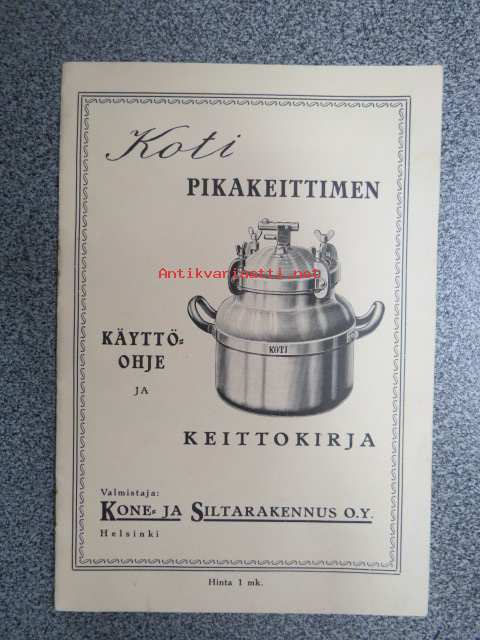 Koti
PIKAKEITTIMEN
Antikvariaatti.net
KOTI
KÄYTTÖ-
OHJE
JA
KEITTOKIRJA
Valmistaja:
KONE- JA SILTARAKENNUS O.Y.
Helsinki
Hinta 1 mk.